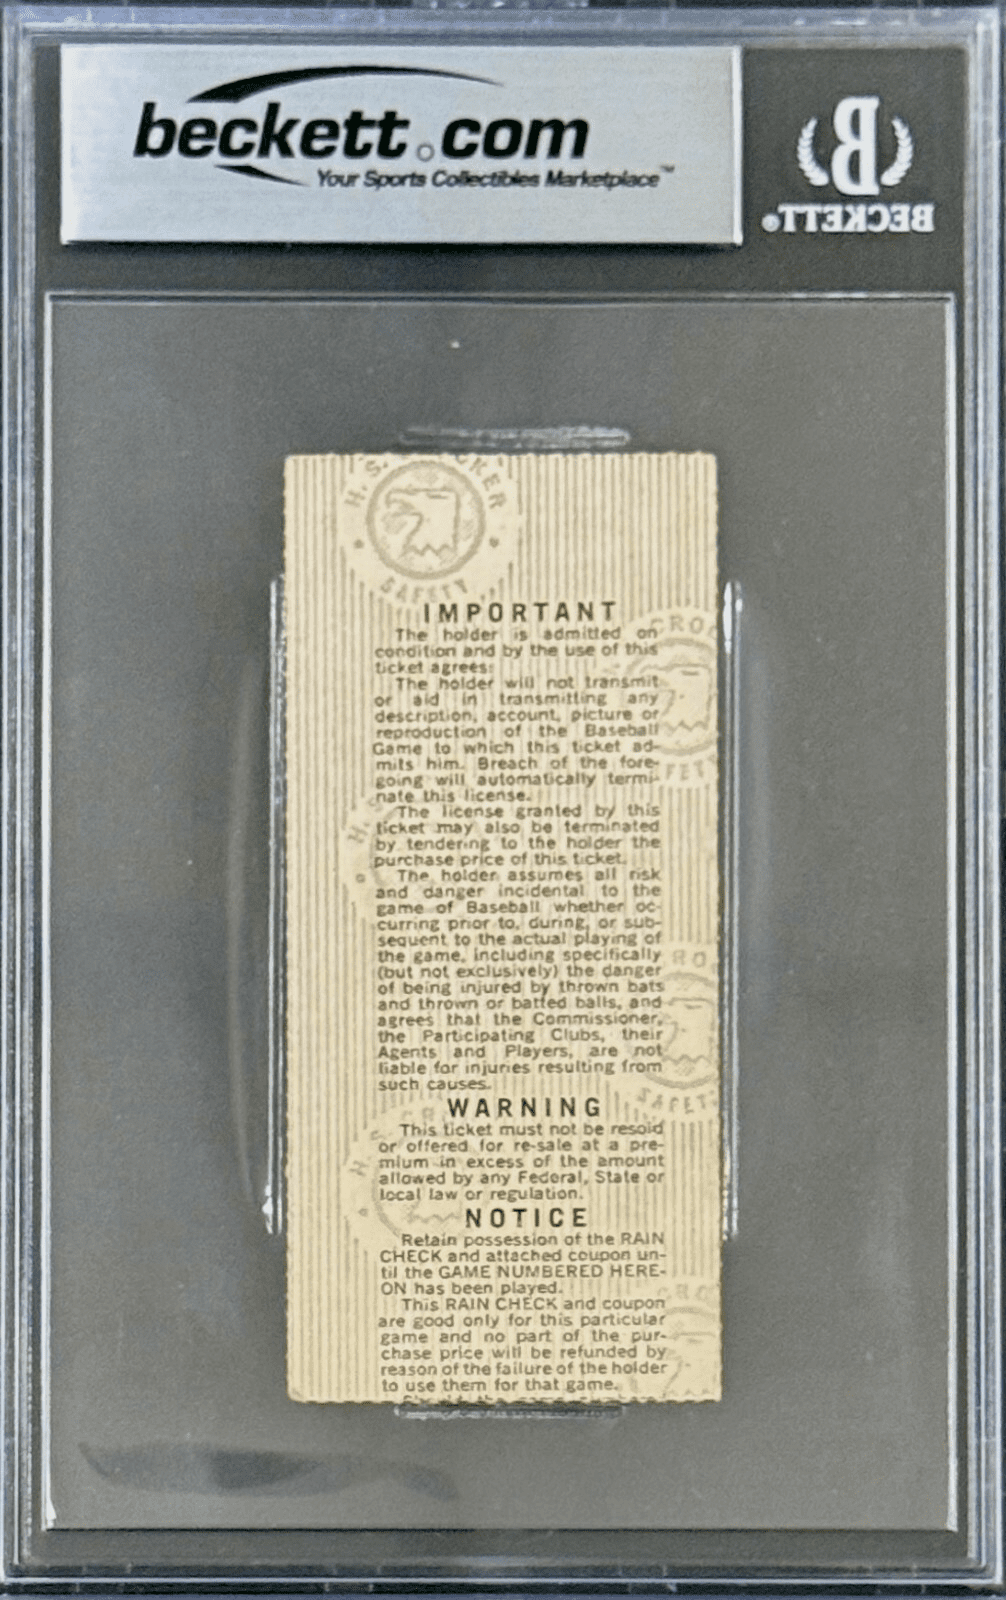 beckett.com
Your Sports Collectibles Marketplace™
BECKETT®
H. S. CROCKER
SAFETY
IMPORTANT
The holder is admitted on
condition and by the use of this
ticket agrees:
The holder will not transmit
or aid in transmitting any
description, account, picture or
reproduction of the Baseball
Game to which this ticket ad-
mits him. Breach of the fore-
going will automatically termi-
nate this license.
The license granted by this
ticket may also be terminated
by tendering to the holder the
purchase price of this ticket.
The holder assumes all risk
and danger incidental to the
game of Baseball whether oc-
curring prior to, during, or sub-
sequent to the actual playing of
the game, including specifically
(but not exclusively) the danger
of being injured by thrown bats
and thrown or batted balls, and
agrees that the Commissioner,
the Participating Clubs, their
Agents and Players, are not
liable for injuries resulting from
such causes.
WARNING
This ticket must not be resold
or offered for re-sale at a pre-
mium in excess of the amount
allowed by any Federal, State or
local law or regulation.
NOTICE
Retain possession of the RAIN
CHECK and attached coupon un-
til the GAME NUMBERED HERE-
ON has been played.
This RAIN CHECK and coupon
are good only for this particular
game and no part of the pur-
chase price will be refunded by
reason of the failure of the holder
to use them for that game.